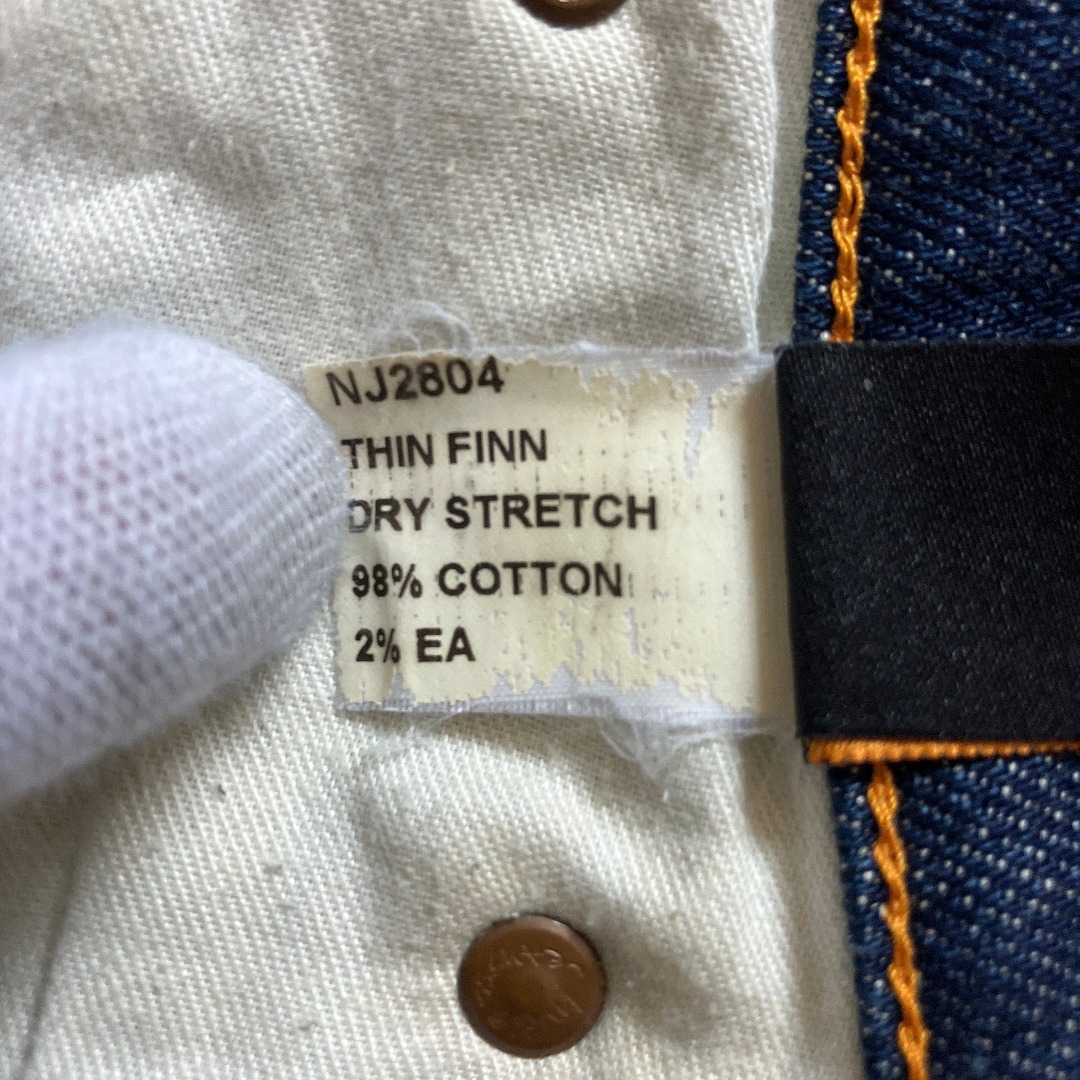 NJ2804
THIN FINN
DRY STRETCH
98% COTTON
2% EA